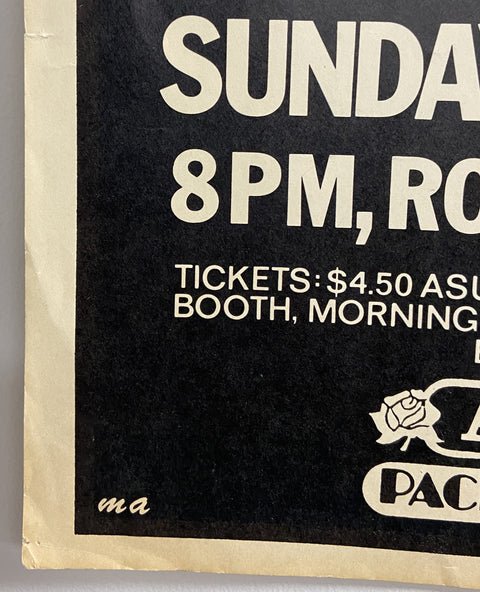 SUNDAY
8PM, RO
TICKETS: $4.50 ASU
BOOTH, MORNING
PAC
ma